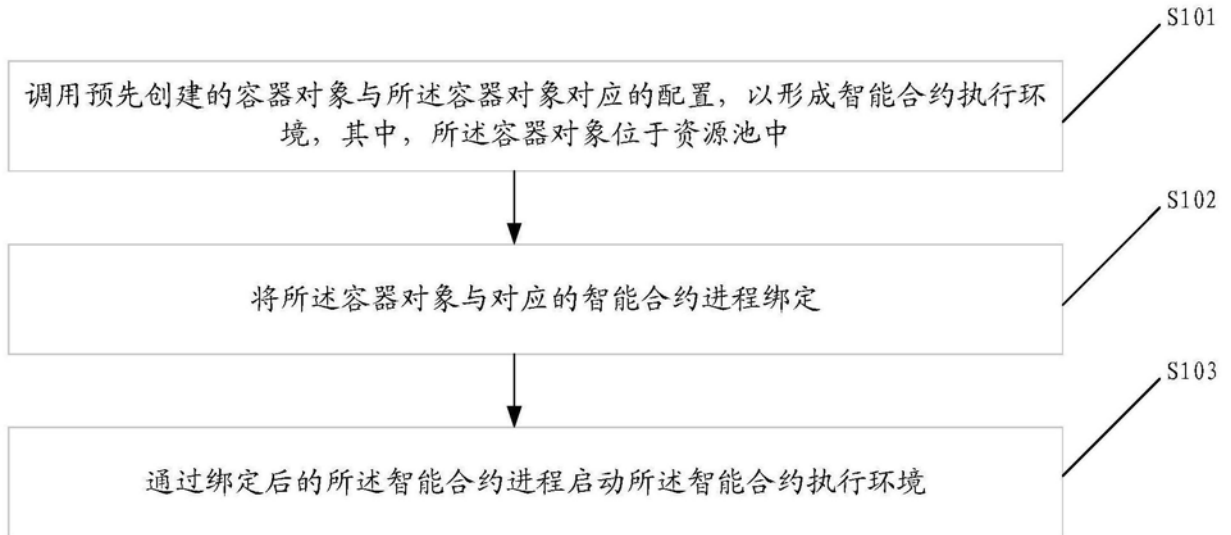 S101
调用预先创建的容器对象与所述容器对象对应的配置，以形成智能合约执行环
境，其中，所述容器对象位于资源池中
S102
将所述容器对象与对应的智能合约进程绑定
S103
通过绑定后的所述智能合约进程启动所述智能合约执行环境